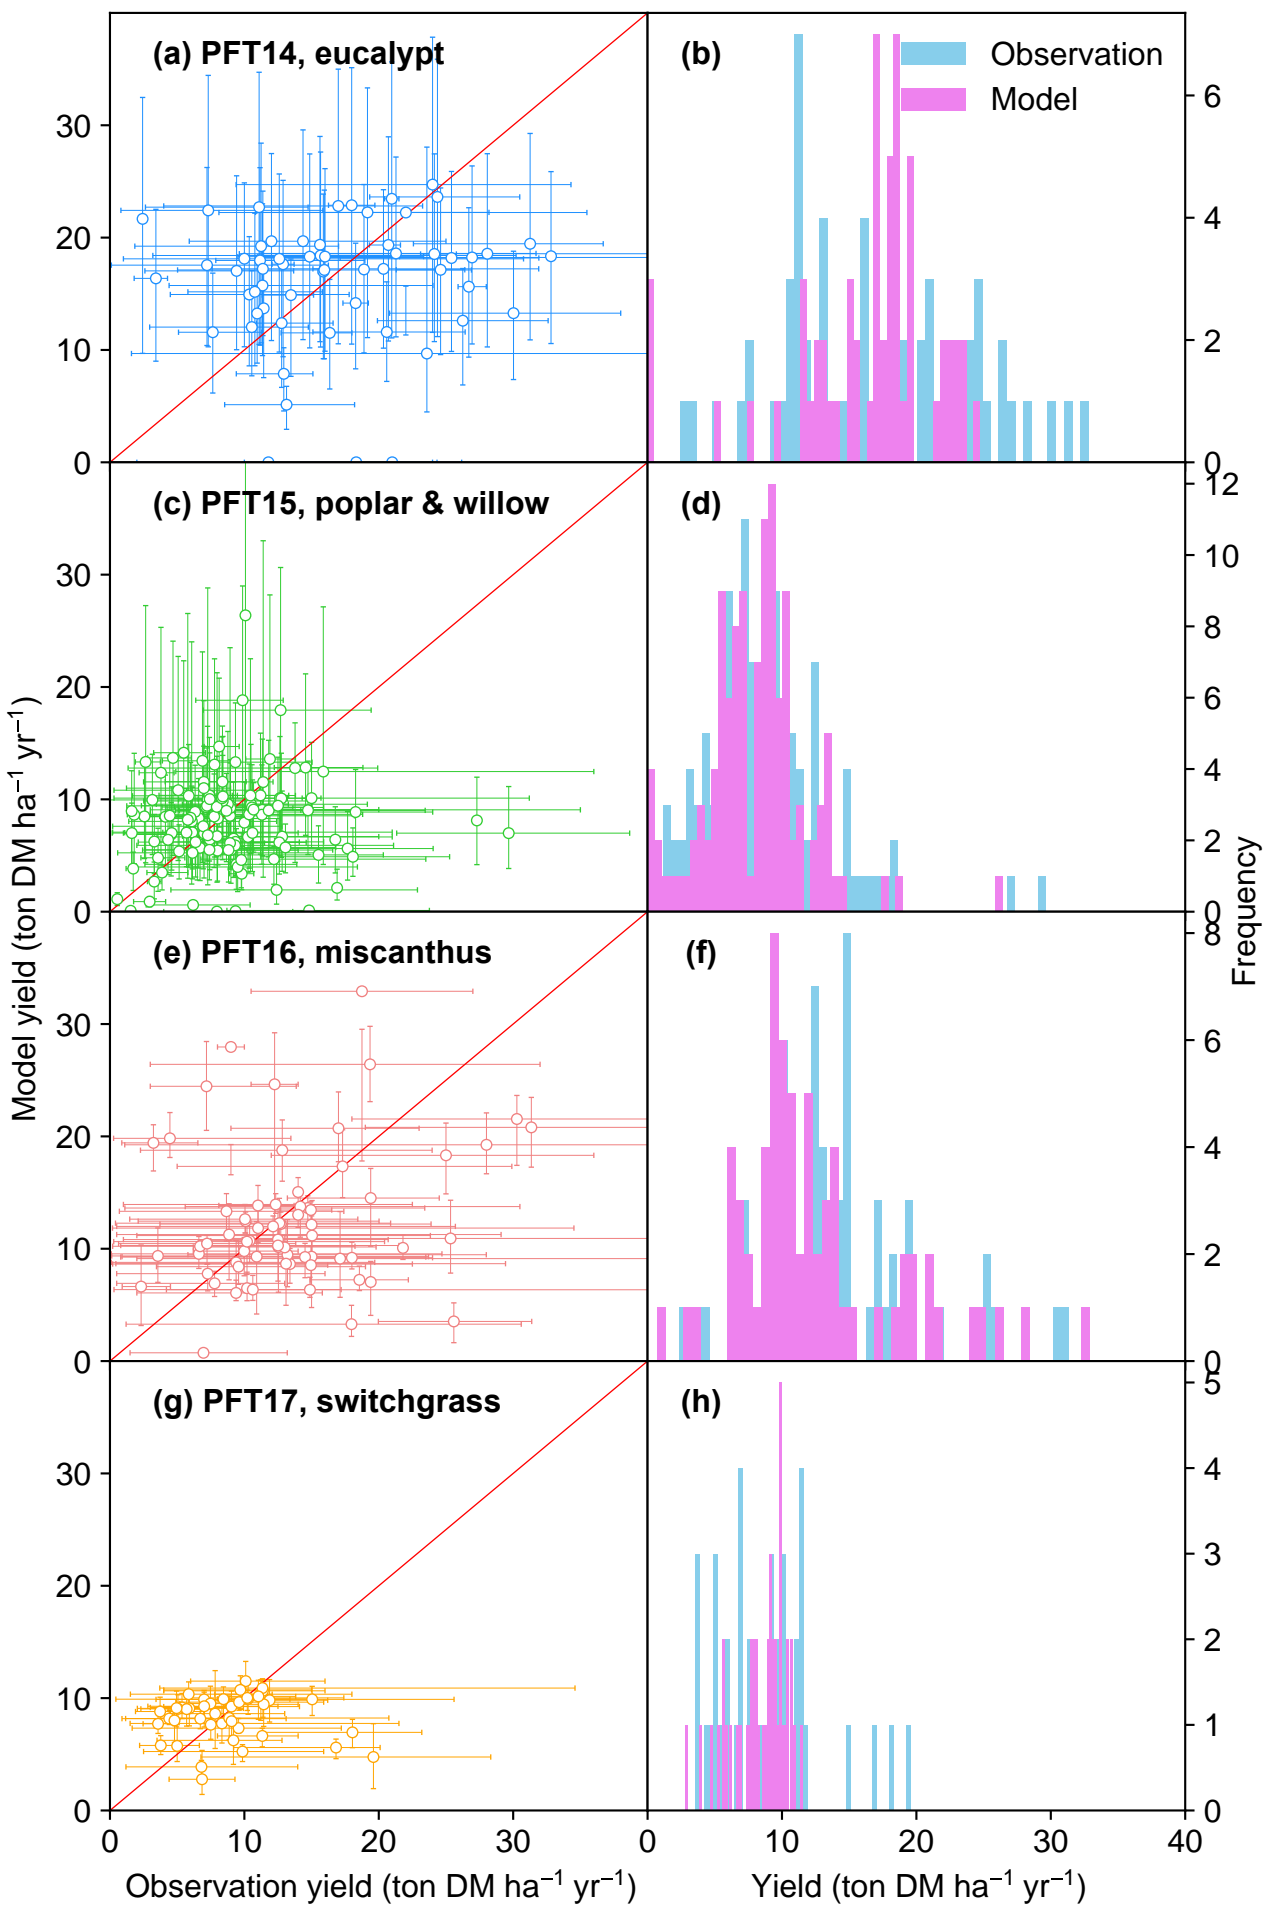 (a) PFT14, eucalypt
(b)
Observation
Model
30
20
10
0
6
4
2
0
(c) PFT15, poplar & willow
(d)
30
20
10
0
12
10
8
6
4
2
0
(e) PFT16, miscanthus
(f)
30
20
10
0
8
6
4
2
0
(g) PFT17, switchgrass
(h)
30
20
10
0
5
4
3
2
1
0
0 10 20 30
0 10 20 30 40
Model yield (ton DM ha⁻¹ yr⁻¹)
Frequency
Observation yield (ton DM ha⁻¹ yr⁻¹)
Yield (ton DM ha⁻¹ yr⁻¹)